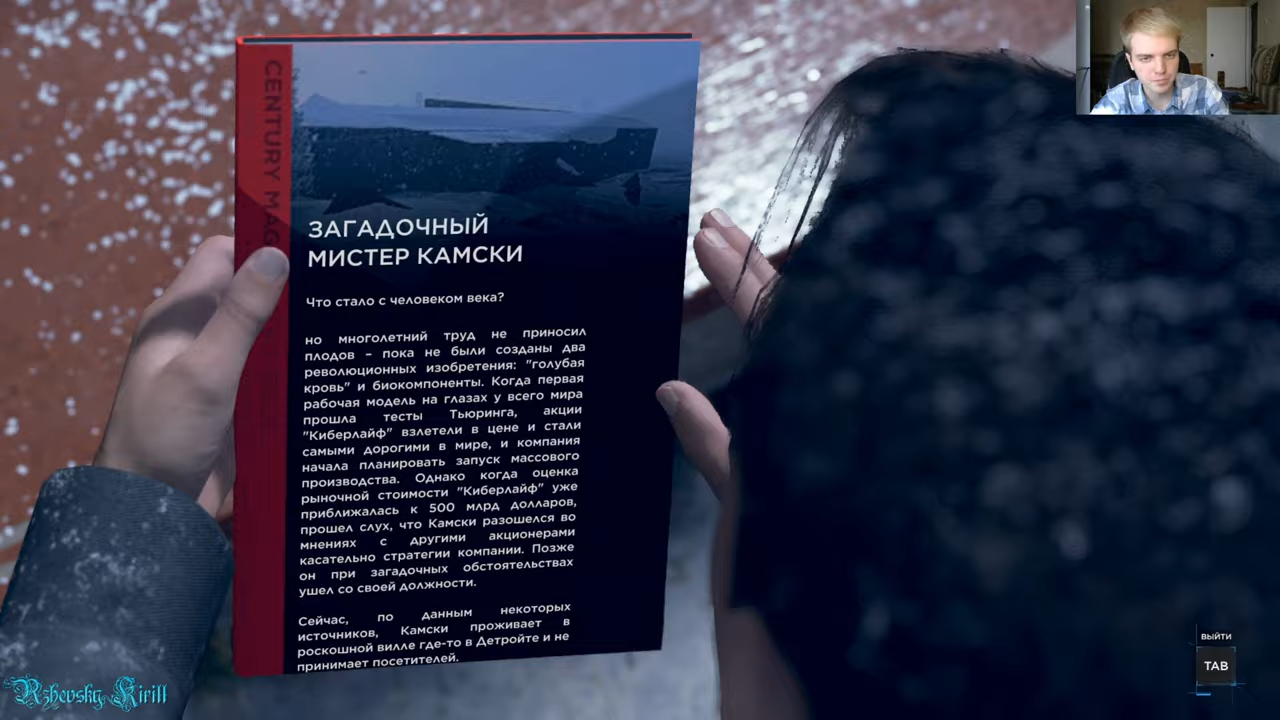 CENTURY MAG
ЗАГАДОЧНЫЙ
МИСТЕР КАМСКИ
Что стало с человеком века?
но многолетний труд не приносил
плодов – пока не были созданы два
революционных изобретения: "голубая
кровь" и биокомпоненты. Когда первая
рабочая модель на глазах у всего мира
прошла тесты Тьюринга, акции
"Киберлайф" взлетели в цене и стали
самыми дорогими в мире, и компания
начала планировать запуск массового
производства. Однако когда оценка
рыночной стоимости "Киберлайф" уже
приближалась к 500 млрд долларов,
прошел слух, что Камски разошелся во
мнениях с другими акционерами
касательно стратегии компании. Позже
он при загадочных обстоятельствах
ушел со своей должности.
Сейчас, по данным некоторых
источников, Камски проживает в
роскошной вилле где-то в Детройте и не
принимает посетителей.
ВЫЙТИ
TAB
Rzhevsky Kirill